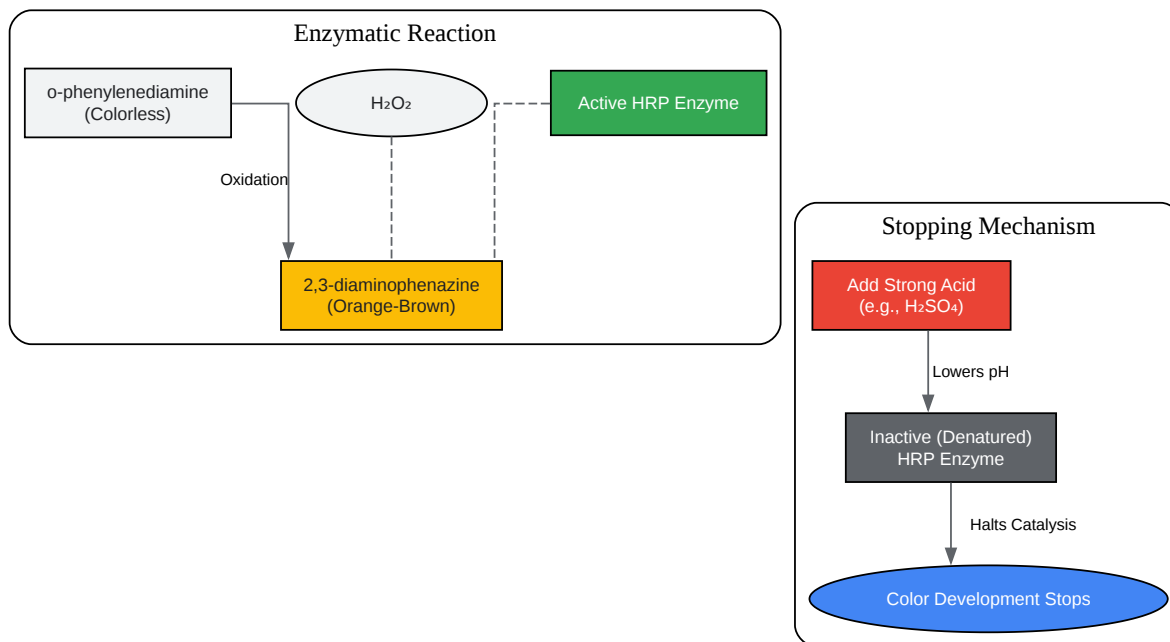 Enzymatic Reaction
o-phenylenediamine
(Colorless)
H₂O₂
Active HRP Enzyme
Oxidation
2,3-diaminophenazine
(Orange-Brown)
Stopping Mechanism
Add Strong Acid
(e.g., H₂SO₄)
Lowers pH
Inactive (Denatured)
HRP Enzyme
Halts Catalysis
Color Development Stops